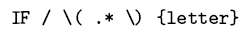 IF / \( .* \) {letter}